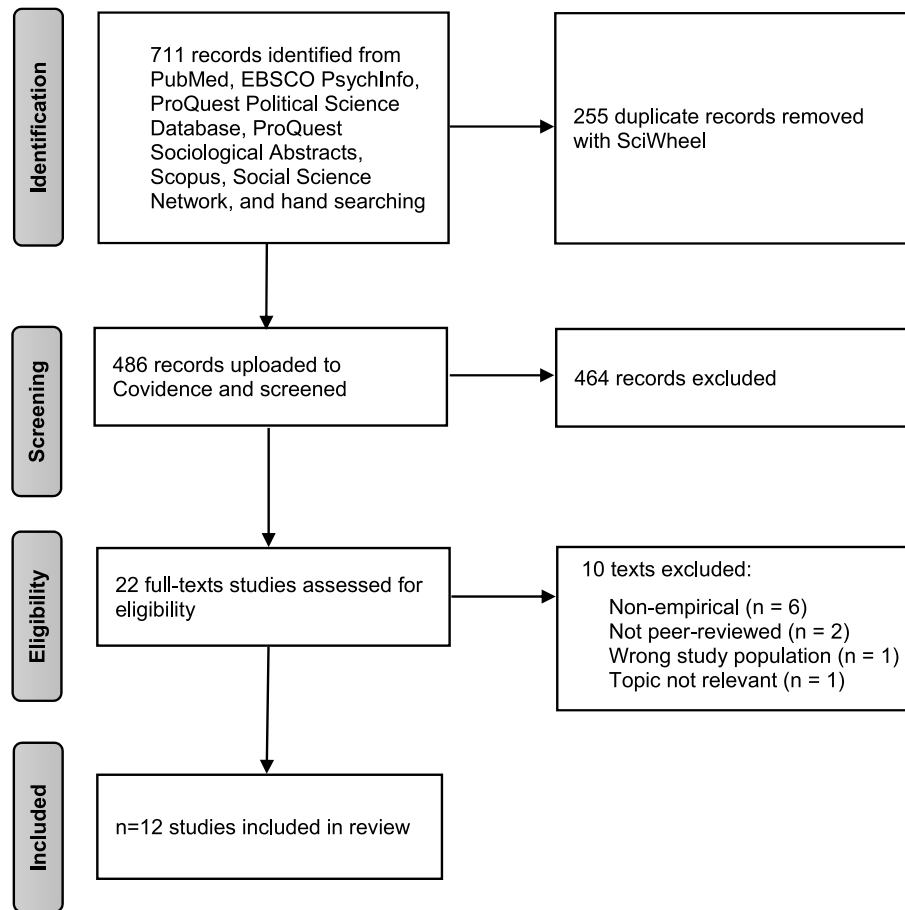 Identification
711 records identified from
PubMed, EBSCO PsychInfo,
ProQuest Political Science
Database, ProQuest
Sociological Abstracts,
Scopus, Social Science
Network, and hand searching
255 duplicate records removed
with SciWheel
Screening
486 records uploaded to
Covidence and screened
464 records excluded
Eligibility
22 full-texts studies assessed for
eligibility
10 texts excluded:
Non-empirical (n = 6)
Not peer-reviewed (n = 2)
Wrong study population (n = 1)
Topic not relevant (n = 1)
Included
n=12 studies included in review